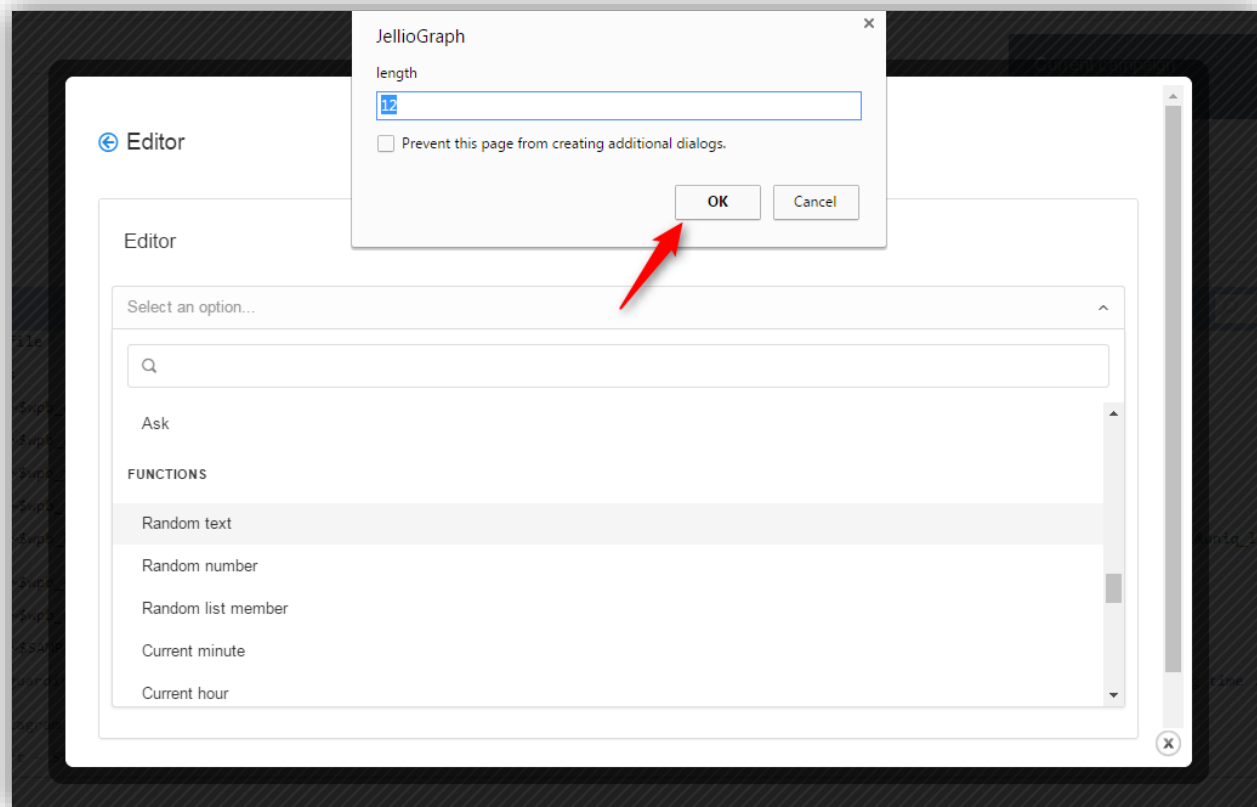 JellioGraph
length
12
Prevent this page from creating additional dialogs.
OK
Cancel
Editor
Editor
Select an option...
Ask
FUNCTIONS
Random text
Random number
Random list member
Current minute
Current hour